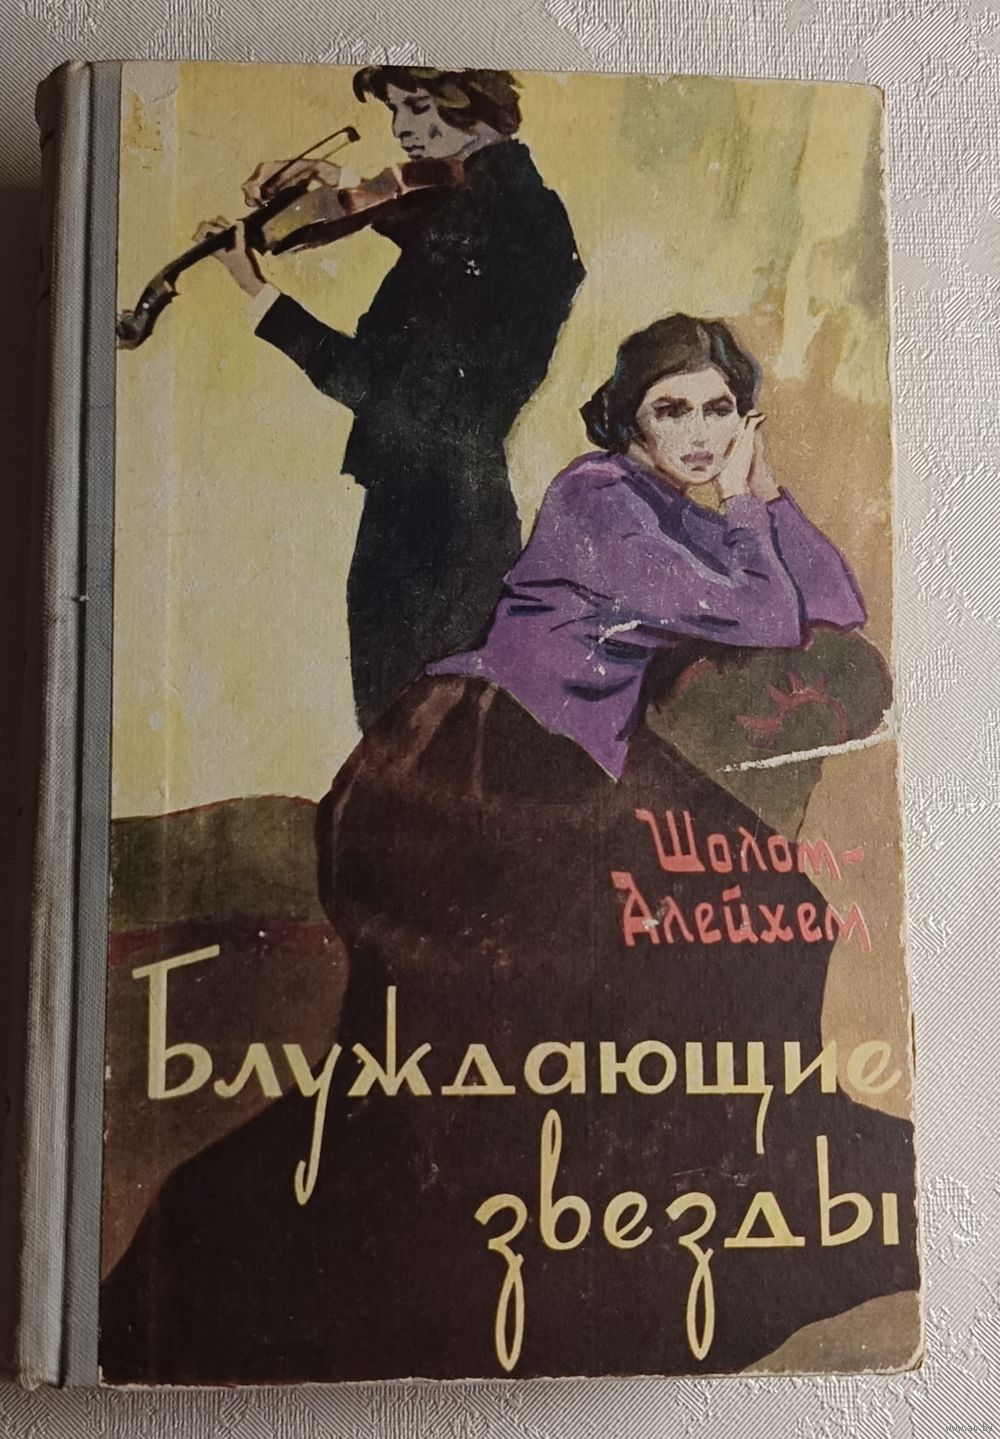 Шолом-
Алейхем
Блуждающие
звезды